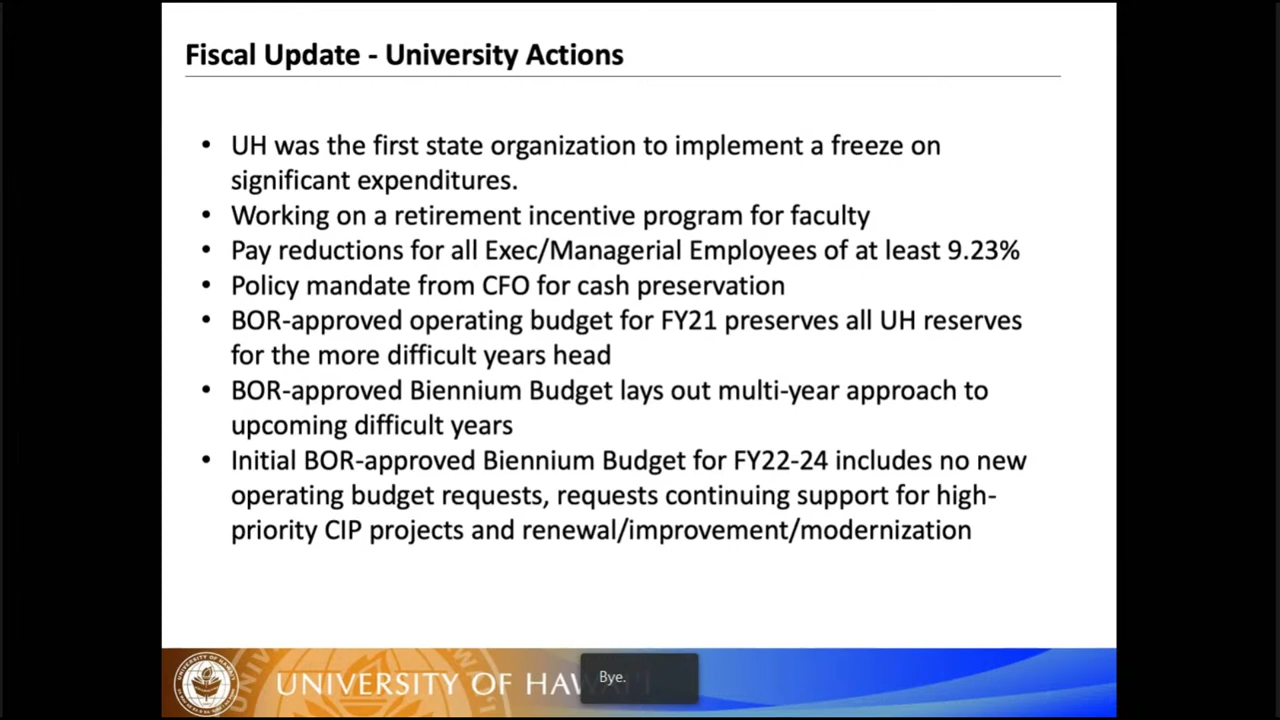 Fiscal Update - University Actions
• UH was the first state organization to implement a freeze on
significant expenditures.
• Working on a retirement incentive program for faculty
• Pay reductions for all Exec/Managerial Employees of at least 9.23%
• Policy mandate from CFO for cash preservation
• BOR-approved operating budget for FY21 preserves all UH reserves
for the more difficult years head
• BOR-approved Biennium Budget lays out multi-year approach to
upcoming difficult years
• Initial BOR-approved Biennium Budget for FY22-24 includes no new
operating budget requests, requests continuing support for high-
priority CIP projects and renewal/improvement/modernization
UNIVERSITY OF
Bye.